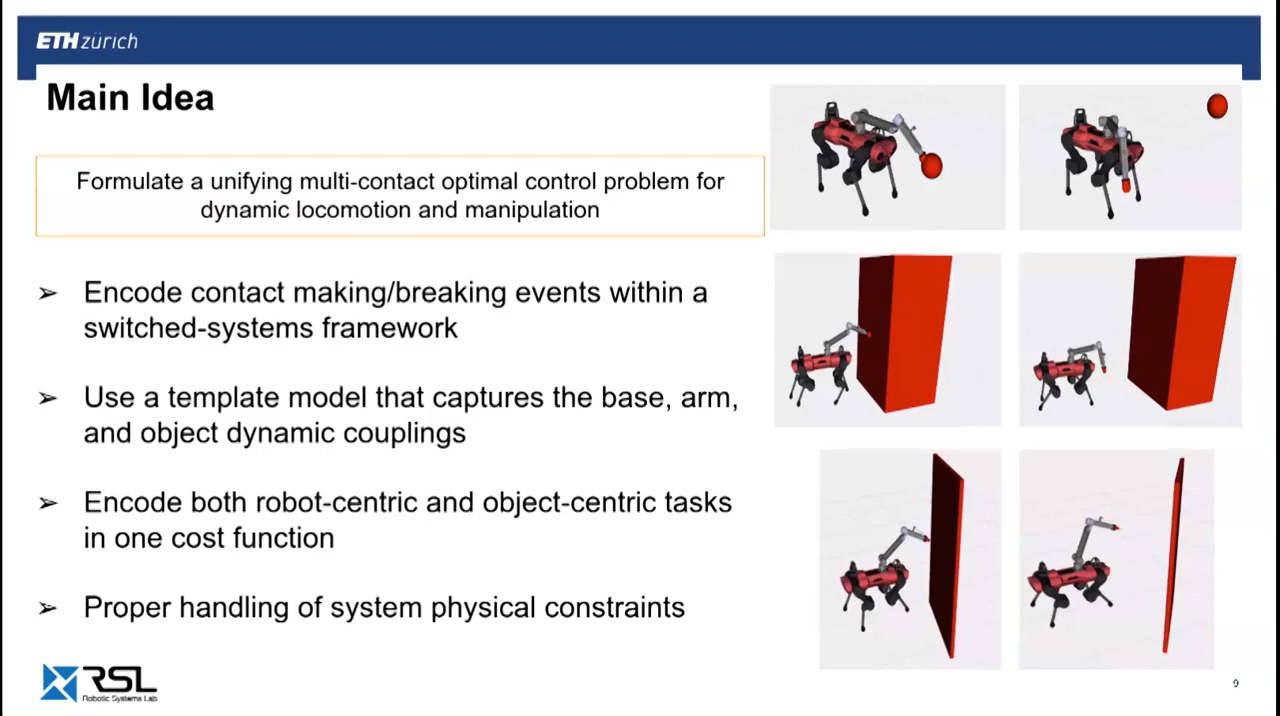 ETH zürich
Main Idea
Formulate a unifying multi-contact optimal control problem for
dynamic locomotion and manipulation
➢ Encode contact making/breaking events within a
switched-systems framework
➢ Use a template model that captures the base, arm,
and object dynamic couplings
➢ Encode both robot-centric and object-centric tasks
in one cost function
➢ Proper handling of system physical constraints
RSL
Robotic Systems Lab
9